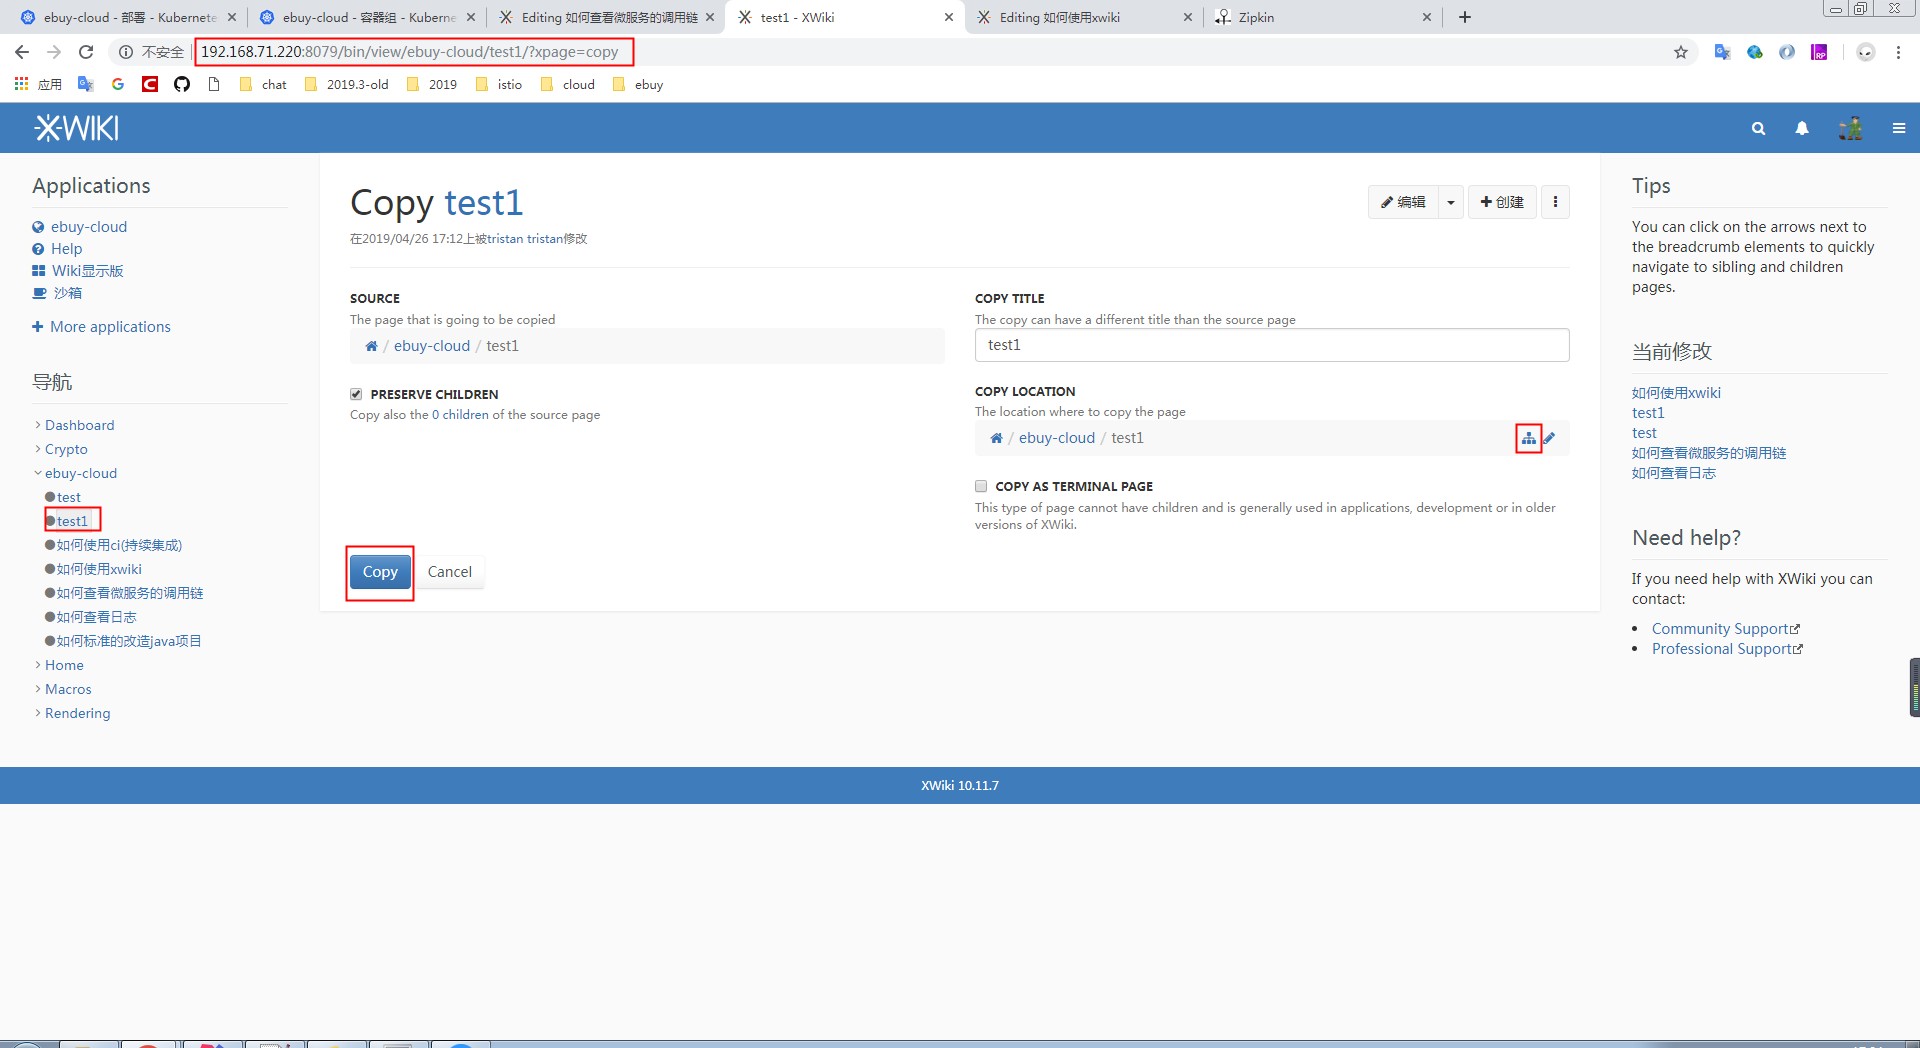 ebuy-cloud - 部署 - Kubernete
ebuy-cloud - 容器组 - Kuberne
Editing 如何查看微服务的调用链
test1 - XWiki
Editing 如何使用xwiki
Zipkin
不安全
192.168.71.220:8079/bin/view/ebuy-cloud/test1/?xpage=copy
应用
chat
2019.3-old
2019
istio
cloud
ebuy
XWIKI
Applications
ebuy-cloud
Help
Wiki显示版
沙箱
More applications
导航
Dashboard
Crypto
ebuy-cloud
test
test1
如何使用ci(持续集成)
如何使用xwiki
如何查看微服务的调用链
如何查看日志
如何标准的改造java项目
Home
Macros
Rendering
Copy test1
在2019/04/26 17:12上被tristan tristan修改
编辑
创建
SOURCE
The page that is going to be copied
/ ebuy-cloud / test1
PRESERVE CHILDREN
Copy also the 0 children of the source page
COPY TITLE
The copy can have a different title than the source page
test1
COPY LOCATION
The location where to copy the page
/ ebuy-cloud / test1
COPY AS TERMINAL PAGE
This type of page cannot have children and is generally used in applications, development or in older
versions of XWiki.
Copy
Cancel
Tips
You can click on the arrows next to
the breadcrumb elements to quickly
navigate to sibling and children
pages.
当前修改
如何使用xwiki
test1
test
如何查看微服务的调用链
如何查看日志
Need help?
If you need help with XWiki you can
contact:
Community Support
Professional Support
XWiki 10.11.7